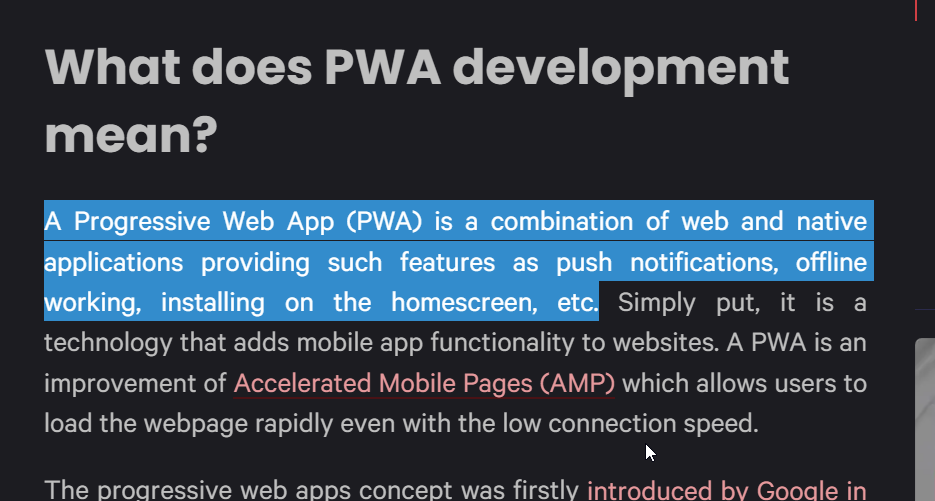 What does PWA development
mean?
A Progressive Web App (PWA) is a combination of web and native
applications providing such features as push notifications, offline
working, installing on the homescreen, etc. Simply put, it is a
technology that adds mobile app functionality to websites. A PWA is an
improvement of Accelerated Mobile Pages (AMP) which allows users to
load the webpage rapidly even with the low connection speed.
The progressive web apps concept was firstly introduced by Google in